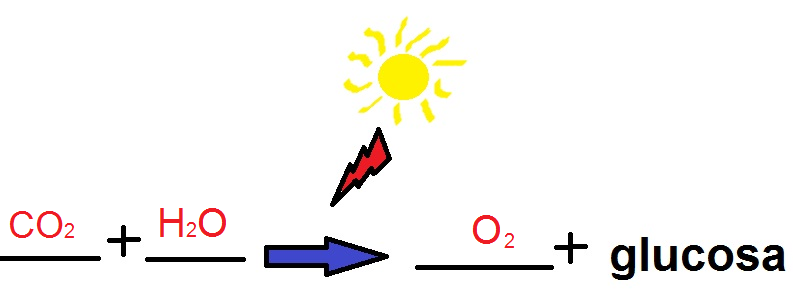 CO₂ + H₂O O₂ + glucosa